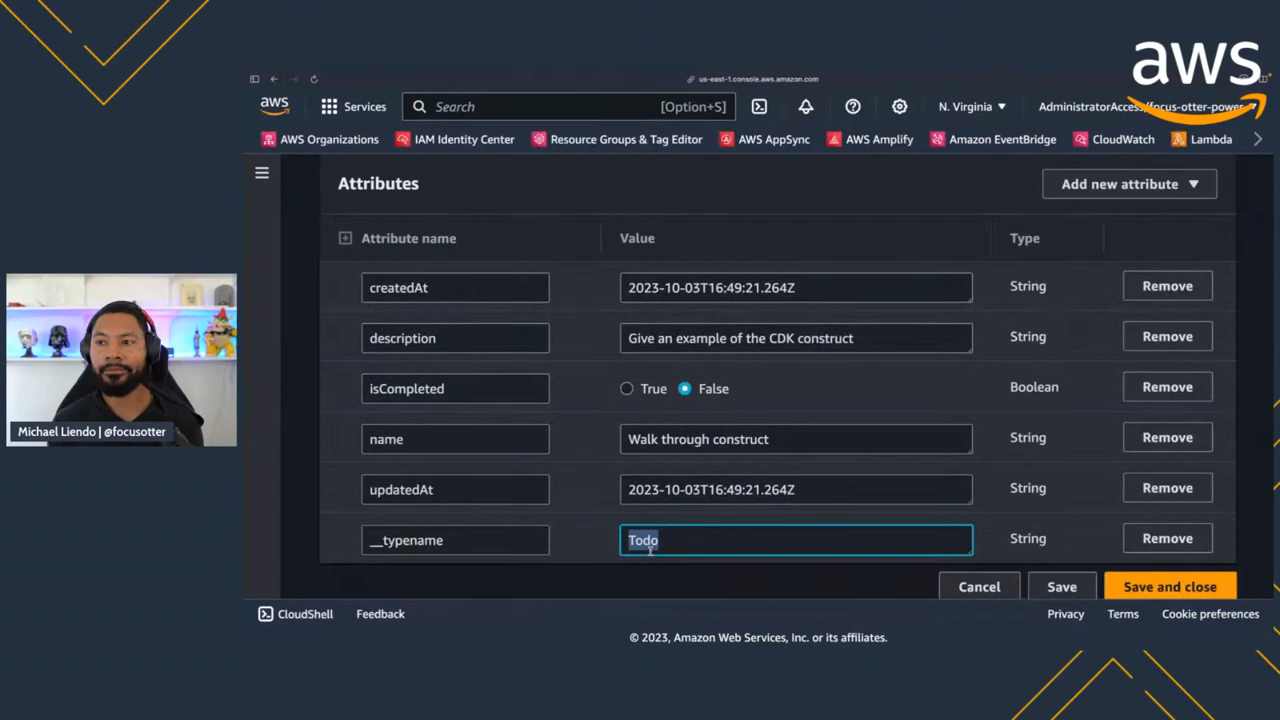 aws
us-east-1.console.aws.amazon.com
aws Services Search [Option+S] N. Virginia AdministratorAccess/focus-otter-power
AWS Organizations IAM Identity Center Resource Groups & Tag Editor AWS AppSync AWS Amplify Amazon EventBridge CloudWatch Lambda
Attributes Add new attribute
Attribute name Value Type
createdAt 2023-10-03T16:49:21.264Z String Remove
description Give an example of the CDK construct String Remove
isCompleted True False Boolean Remove
name Walk through construct String Remove
updatedAt 2023-10-03T16:49:21.264Z String Remove
__typename Todo String Remove
Michael Liendo | @focusotter
Cancel Save Save and close
CloudShell Feedback Privacy Terms Cookie preferences
© 2023, Amazon Web Services, Inc. or its affiliates.